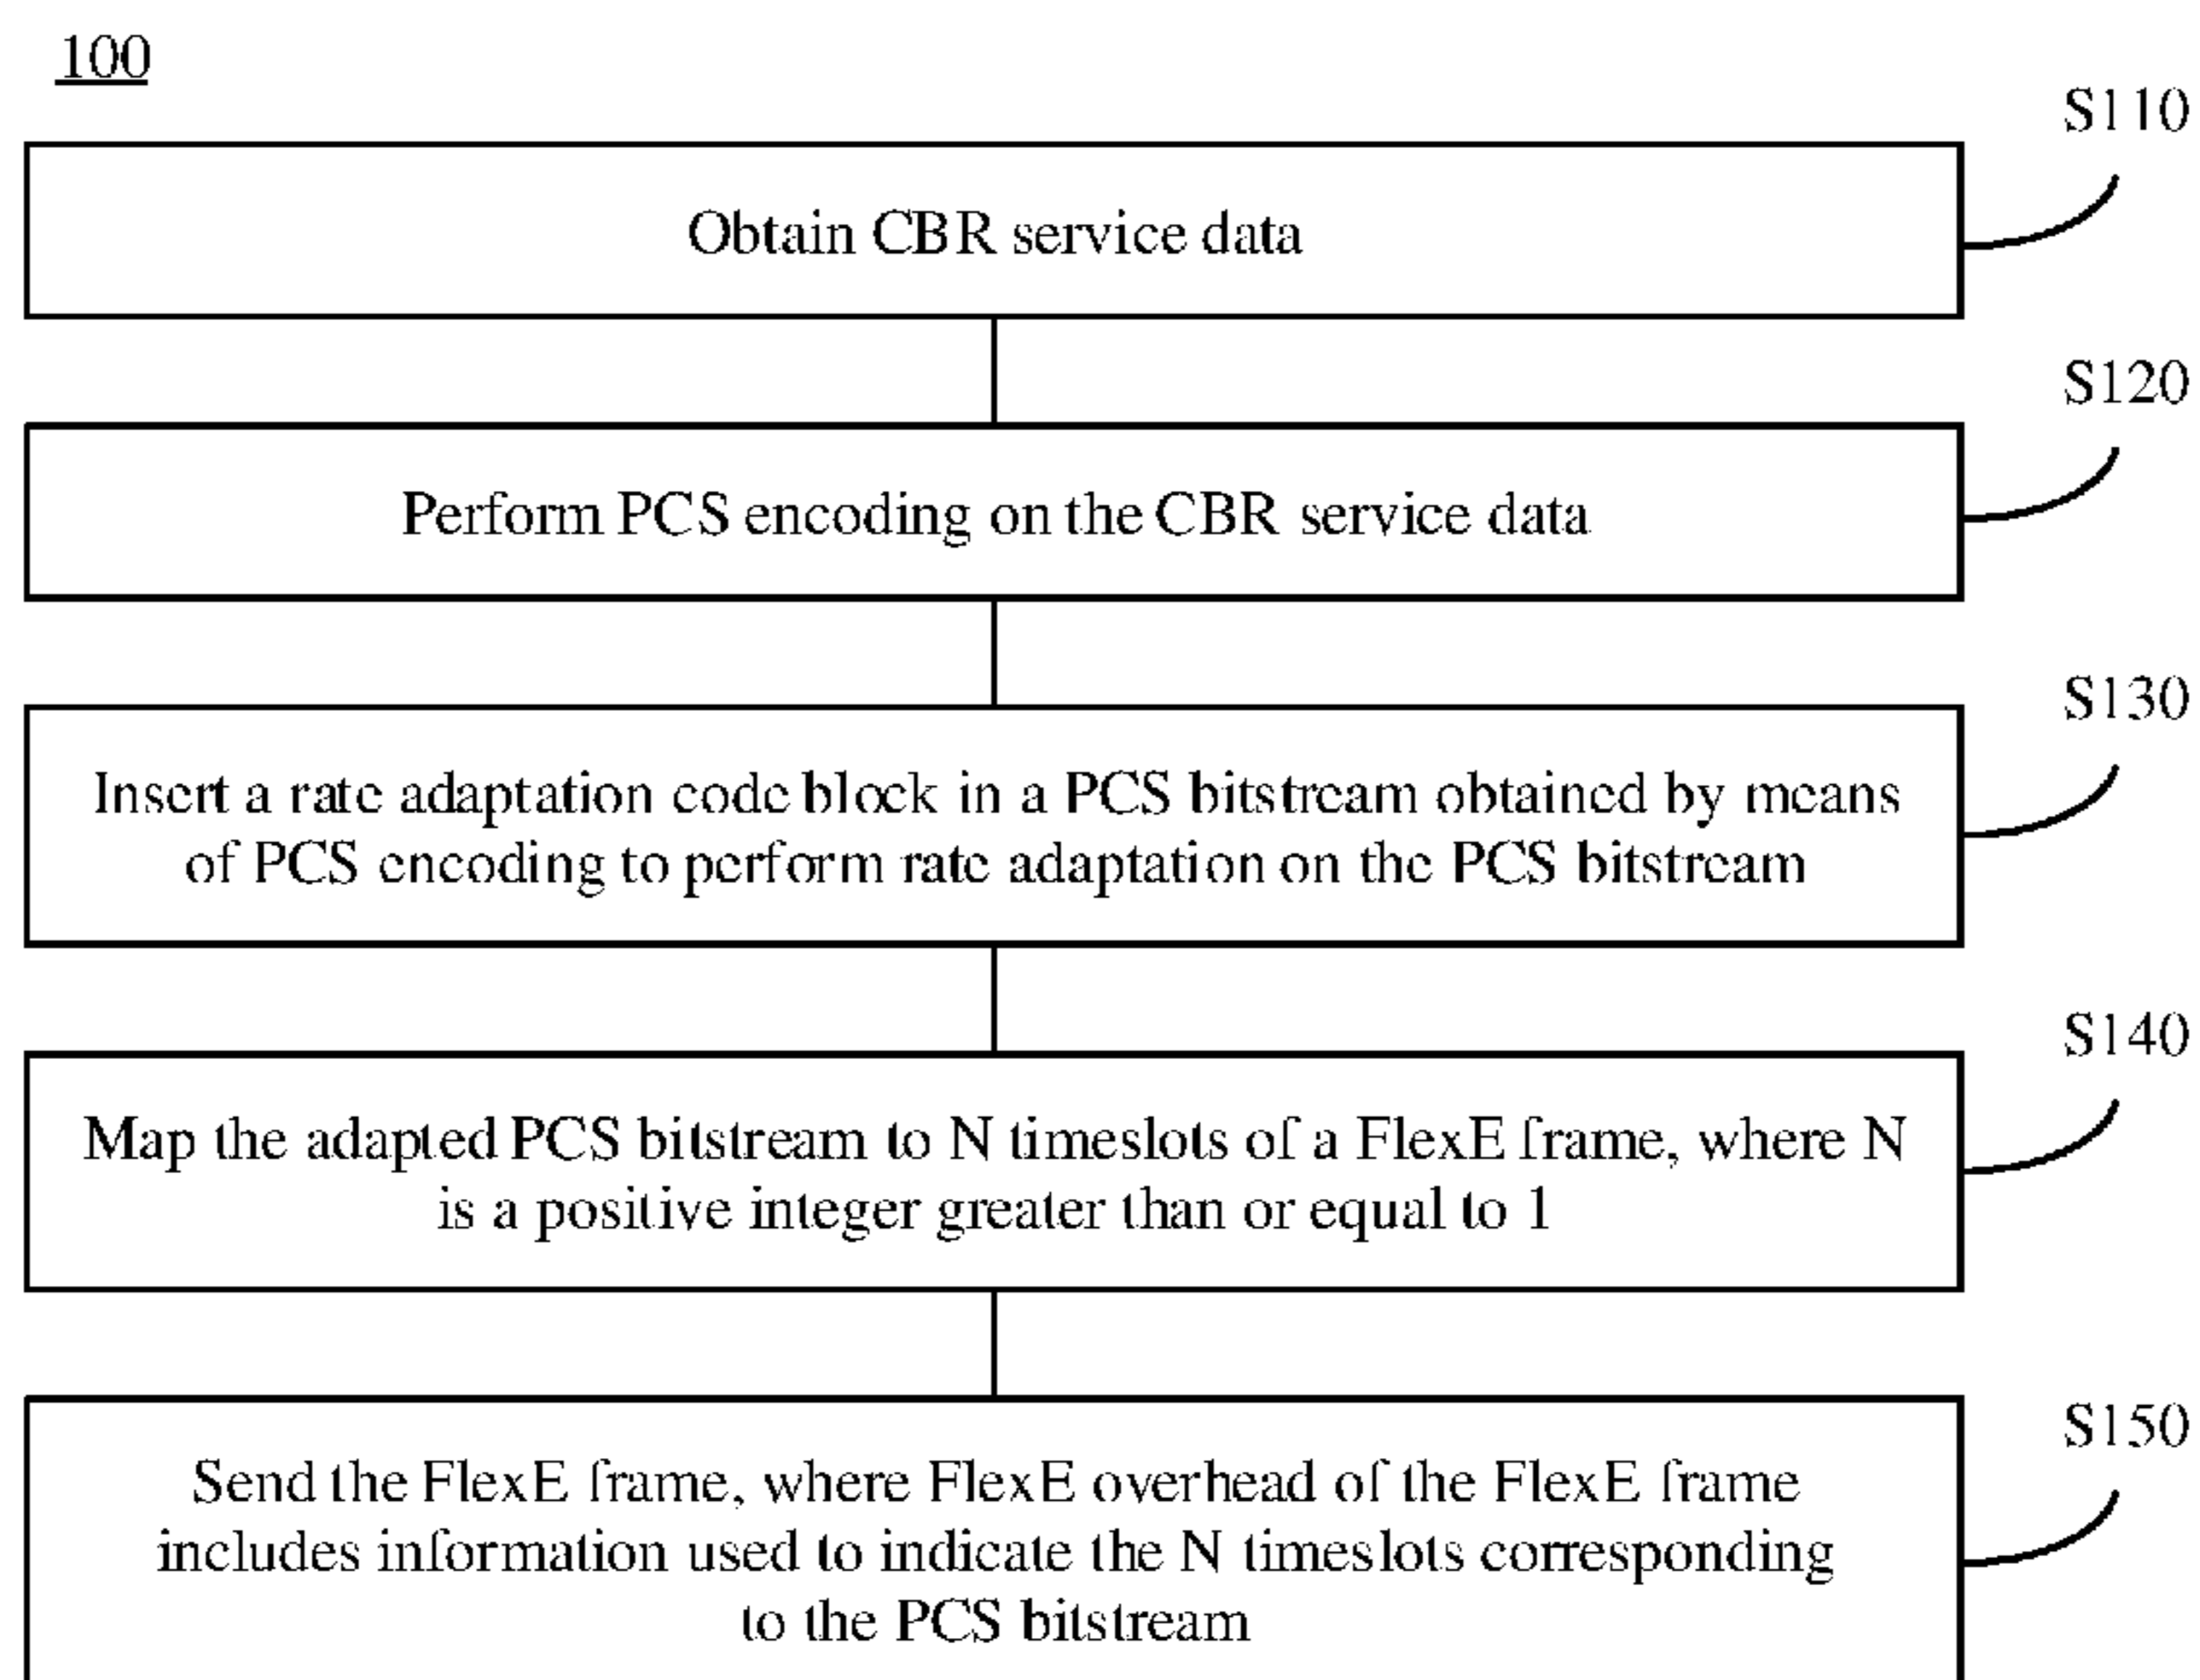 100
S110
Obtain CBR service data
S120
Perform PCS encoding on the CBR service data
S130
Insert a rate adaptation code block in a PCS bitstream obtained by means
of PCS encoding to perform rate adaptation on the PCS bitstream
S140
Map the adapted PCS bitstream to N timeslots of a FlexE frame, where N
is a positive integer greater than or equal to 1
S150
Send the FlexE frame, where FlexE overhead of the FlexE frame
includes information used to indicate the N timeslots corresponding
to the PCS bitstream